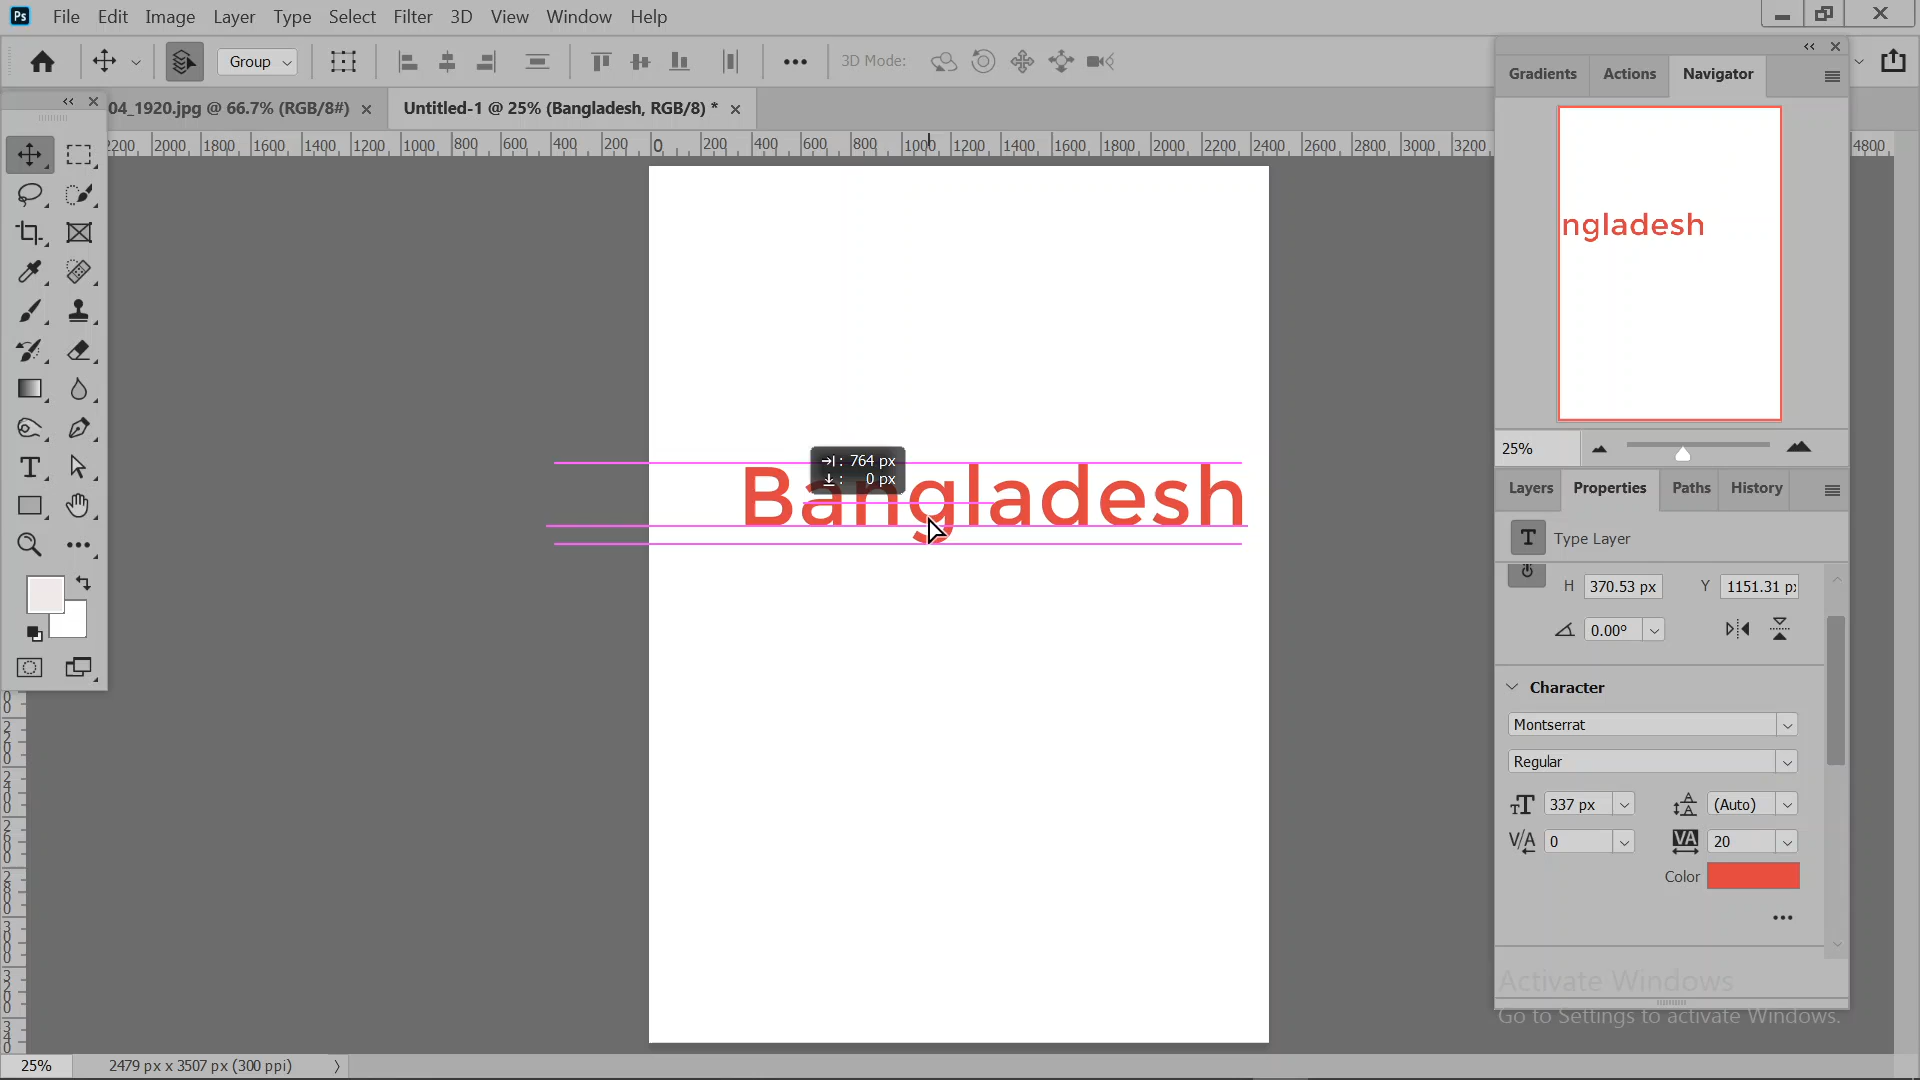 Ps File Edit Image Layer Type Select Filter 3D View Window Help
Group 3D Mode:
04_1920.jpg @ 66.7% (RGB/8#) Untitled-1 @ 25% (Bangladesh, RGB/8) *
2200 2000 1800 1600 1400 1200 1000 800 600 400 200 0 200 400 600 800 1000 1200 1400 1600 1800 2000 2200 2400 2600 2800 3000 3200 4800
Gradients Actions Navigator
ngladesh
25%
Layers Properties Paths History
T Type Layer
H 370.53 px Y 1151.31 p
0.00°
Character
Montserrat
Regular
337 px (Auto)
0 20
Color
→: 764 px
: 0 px
Bangladesh
Activate Windows
Go to Settings to activate Windows.
25% 2479 px x 3507 px (300 ppi)